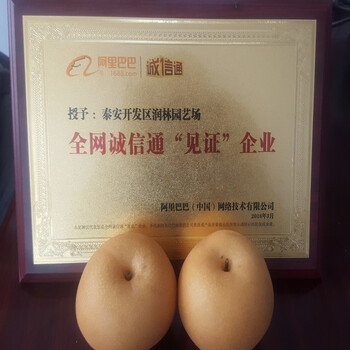 阿里巴巴 诚信通
1688.com
授予：泰安开发区润林园艺场
全网诚信通“见证”企业
阿里巴巴（中国）网络技术有限公司